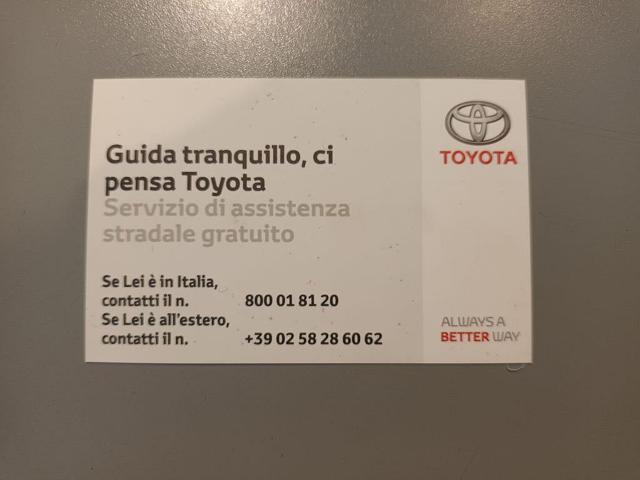 Guida tranquillo, ci
pensa Toyota
Servizio di assistenza
stradale gratuito
Se Lei è in Italia,
contatti il n. 800 01 81 20
Se Lei è all'estero,
contatti il n. +39 02 58 28 60 62
TOYOTA
ALWAYS A
BETTER WAY